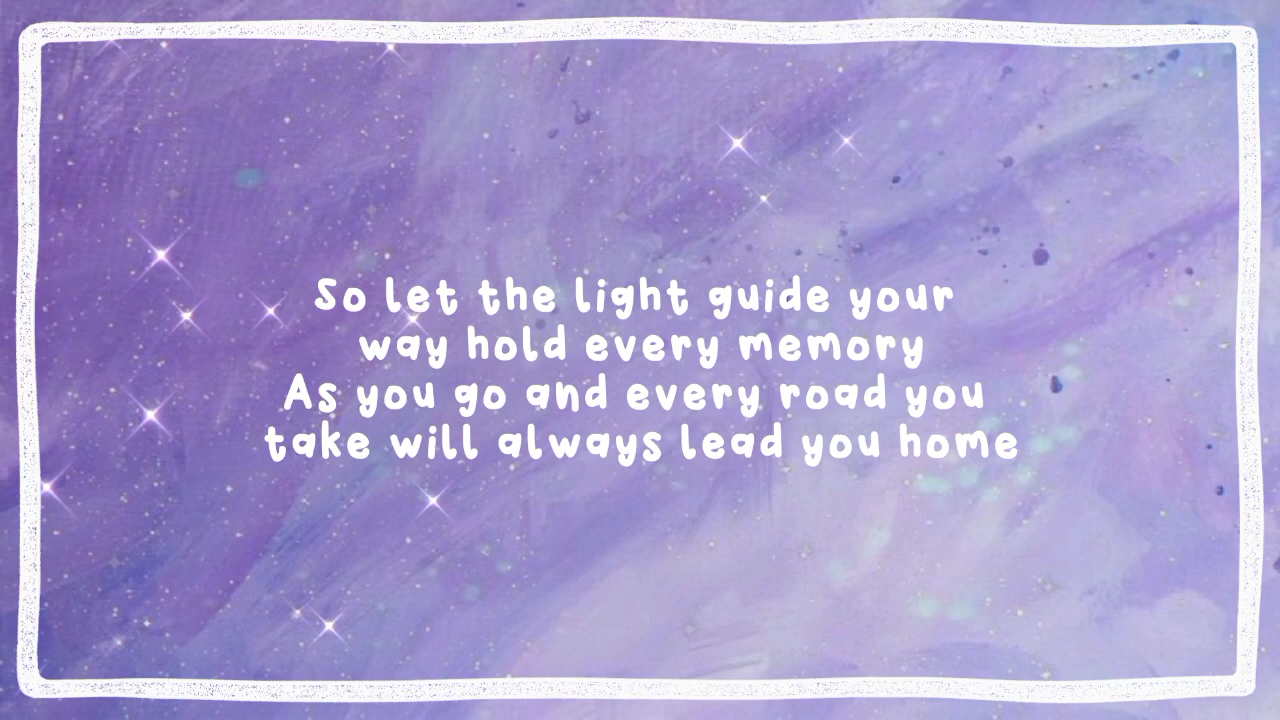 So let the light guide your
way hold every memory
As you go and every road you
take will always lead you home